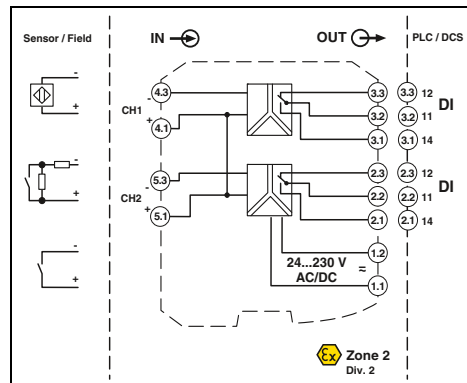 Sensor / Field
IN
OUT
PLC / DCS
-
+
4.3
-
CH1
+
4.1
3.3
3.2
3.1
3.3 12
3.2 11
3.1 14
DI
-
+
5.3
-
CH2
+
5.1
2.3
2.2
2.1
2.3 12
2.2 11
2.1 14
DI
-
+
24...230 V
AC/DC
≈
1.2
1.1
Ex
Zone 2
Div. 2